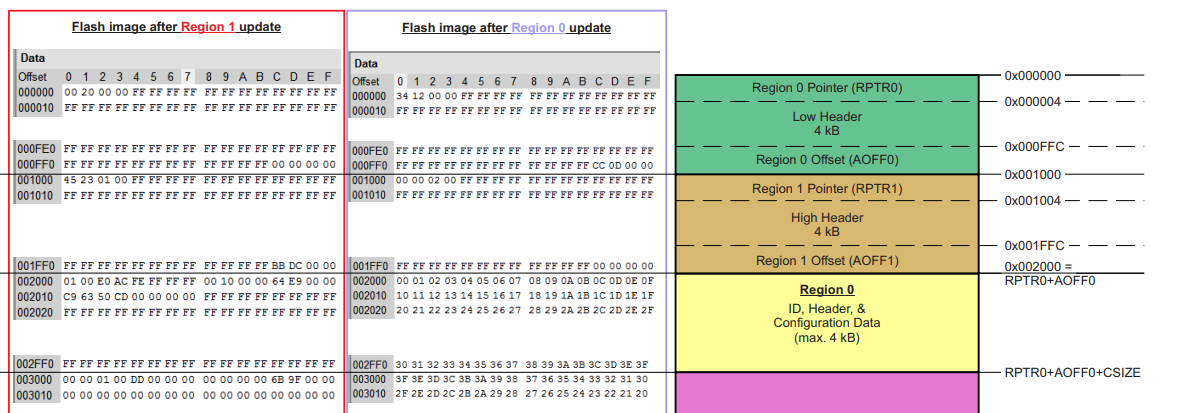 Flash image after Region 1 update
Data
Offset 0 1 2 3 4 5 6 7 8 9 A B C D E F
000000 00 20 00 00 FF FF FF FF FF FF FF FF FF FF FF FF
000010 FF FF FF FF FF FF FF FF FF FF FF FF FF FF FF FF
000FE0 FF FF FF FF FF FF FF FF FF FF FF FF FF FF FF FF
000FF0 FF FF FF FF FF FF FF FF FF FF FF FF 00 00 00 00
001000 45 23 01 00 FF FF FF FF FF FF FF FF FF FF FF FF
001010 FF FF FF FF FF FF FF FF FF FF FF FF FF FF FF FF
001FF0 FF FF FF FF FF FF FF FF FF FF FF FF BB DC 00 00
002000 01 00 E0 AC FE FF FF FF 00 10 00 00 64 E9 00 00
002010 C9 63 50 CD 00 00 00 00 FF FF FF FF FF FF FF FF
002020 FF FF FF FF FF FF FF FF FF FF FF FF FF FF FF FF
002FF0 FF FF FF FF FF FF FF FF FF FF FF FF FF FF FF FF
003000 00 00 01 00 DD 00 00 00 00 00 00 00 6B 9F 00 00
003010 00 00 00 00 00 00 00 00 00 00 00 00 00 00 00 00
Flash image after Region 0 update
Data
Offset 0 1 2 3 4 5 6 7 8 9 A B C D E F
000000 34 12 00 00 FF FF FF FF FF FF FF FF FF FF FF FF
000010 FF FF FF FF FF FF FF FF FF FF FF FF FF FF FF FF
000FE0 FF FF FF FF FF FF FF FF FF FF FF FF FF FF FF FF
000FF0 FF FF FF FF FF FF FF FF FF FF FF FF CC 0D 00 00
001000 00 00 02 00 FF FF FF FF FF FF FF FF FF FF FF FF
001010 FF FF FF FF FF FF FF FF FF FF FF FF FF FF FF FF
001FF0 FF FF FF FF FF FF FF FF FF FF FF FF 00 00 00 00
002000 00 01 02 03 04 05 06 07 08 09 0A 0B 0C 0D 0E 0F
002010 10 11 12 13 14 15 16 17 18 19 1A 1B 1C 1D 1E 1F
002020 20 21 22 23 24 25 26 27 28 29 2A 2B 2C 2D 2E 2F
002FF0 30 31 32 33 34 35 36 37 38 39 3A 3B 3C 3D 3E 3F
003000 3F 3E 3D 3C 3B 3A 39 38 37 36 35 34 33 32 31 30
003010 2F 2E 2D 2C 2B 2A 29 28 27 26 25 24 23 22 21 20
Region 0 Pointer (RPTR0)
Low Header
4 kB
Region 0 Offset (AOFF0)
Region 1 Pointer (RPTR1)
High Header
4 kB
Region 1 Offset (AOFF1)
Region 0
ID, Header, &
Configuration Data
(max. 4 kB)
0x000000
0x000004
0x000FFC
0x001000
0x001004
0x001FFC
0x002000 =
RPTR0+AOFF0
RPTR0+AOFF0+CSIZE